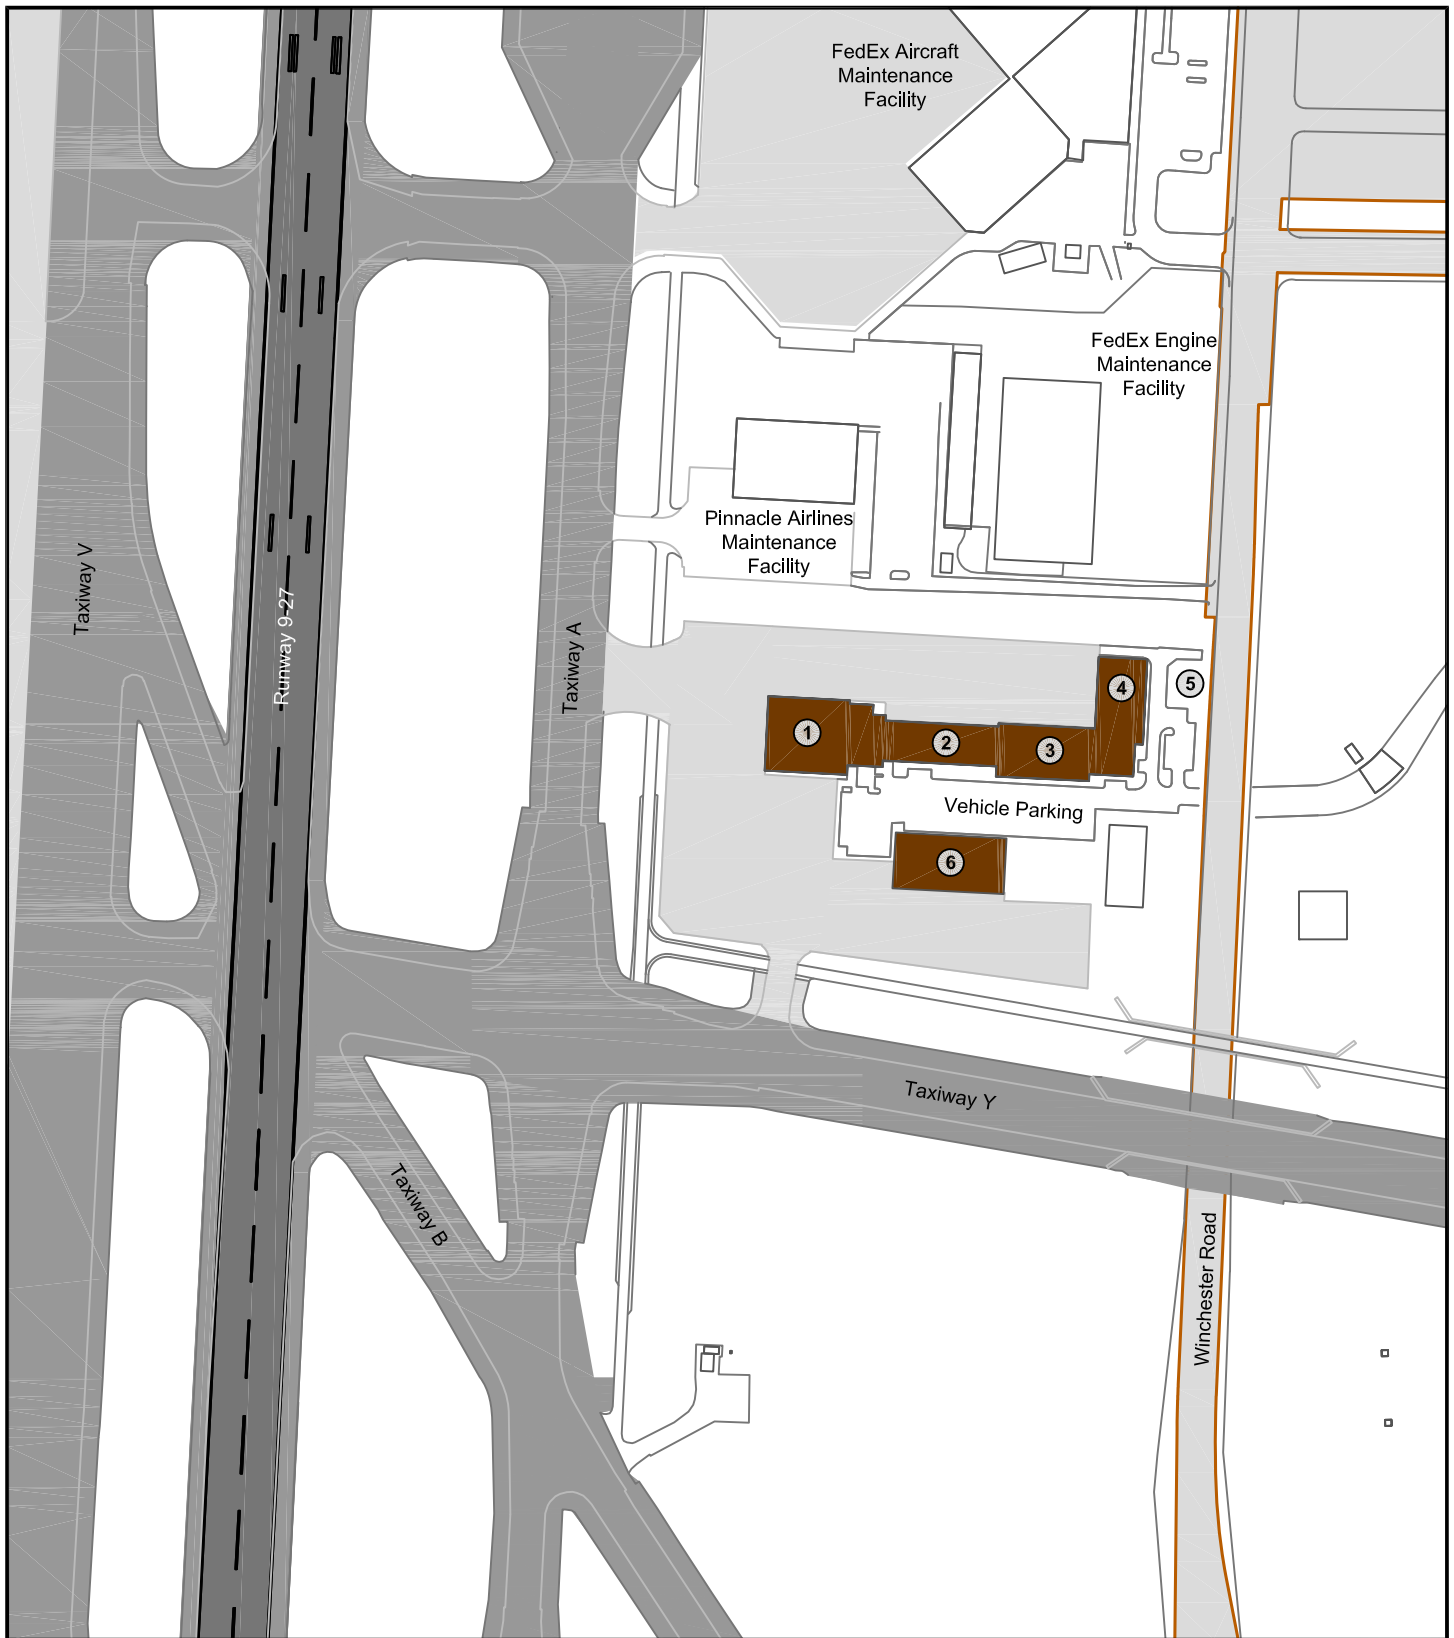 FedEx Aircraft
Maintenance
Facility
FedEx Engine
Maintenance
Facility
Pinnacle Airlines
Maintenance
Facility
Taxiway V
Runway 9-27
Taxiway A
1
2
3
4
5
Vehicle Parking
6
Taxiway Y
Taxiway B
Winchester Road